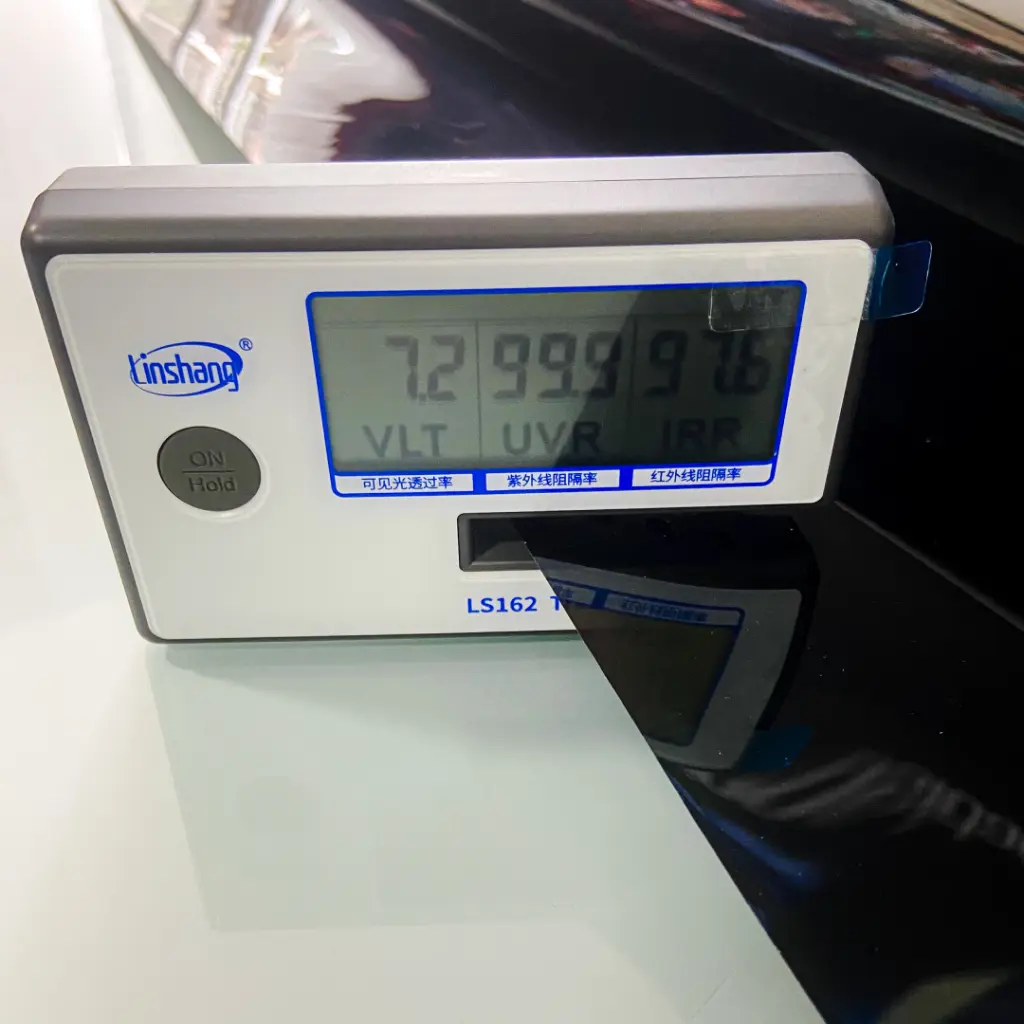 7.2 99.9 97.6
VLT UVR IRR
可见光透过率 紫外线阻隔率 红外线阻隔率
Linshang®
ON
Hold
LS162 T